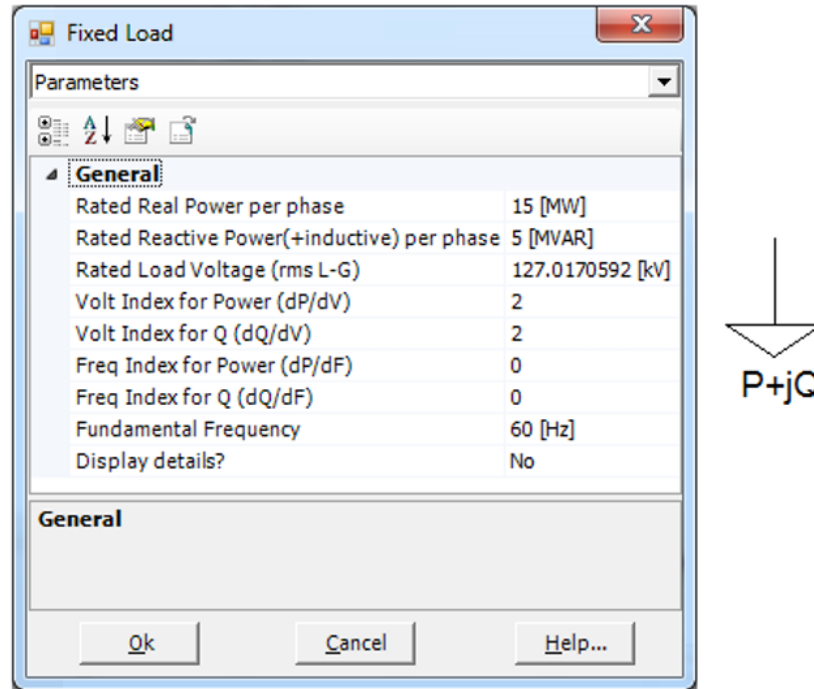 Fixed Load
Parameters
General
Rated Real Power per phase 15 [MW]
Rated Reactive Power(+inductive) per phase 5 [MVAR]
Rated Load Voltage (rms L-G) 127.0170592 [kV]
Volt Index for Power (dP/dV) 2
Volt Index for Q (dQ/dV) 2
Freq Index for Power (dP/dF) 0
Freq Index for Q (dQ/dF) 0
Fundamental Frequency 60 [Hz]
Display details? No
General
Ok Cancel Help...
P+jQ